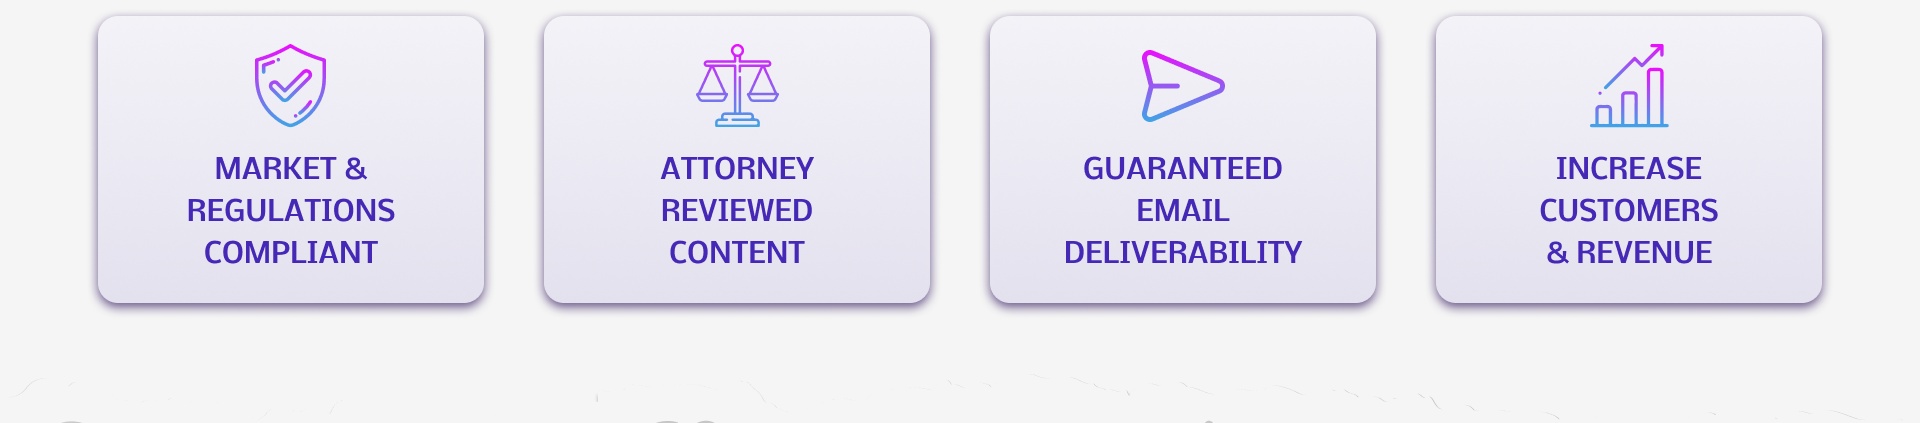 MARKET &
REGULATIONS
COMPLIANT
ATTORNEY
REVIEWED
CONTENT
GUARANTEED
EMAIL
DELIVERABILITY
INCREASE
CUSTOMERS
& REVENUE